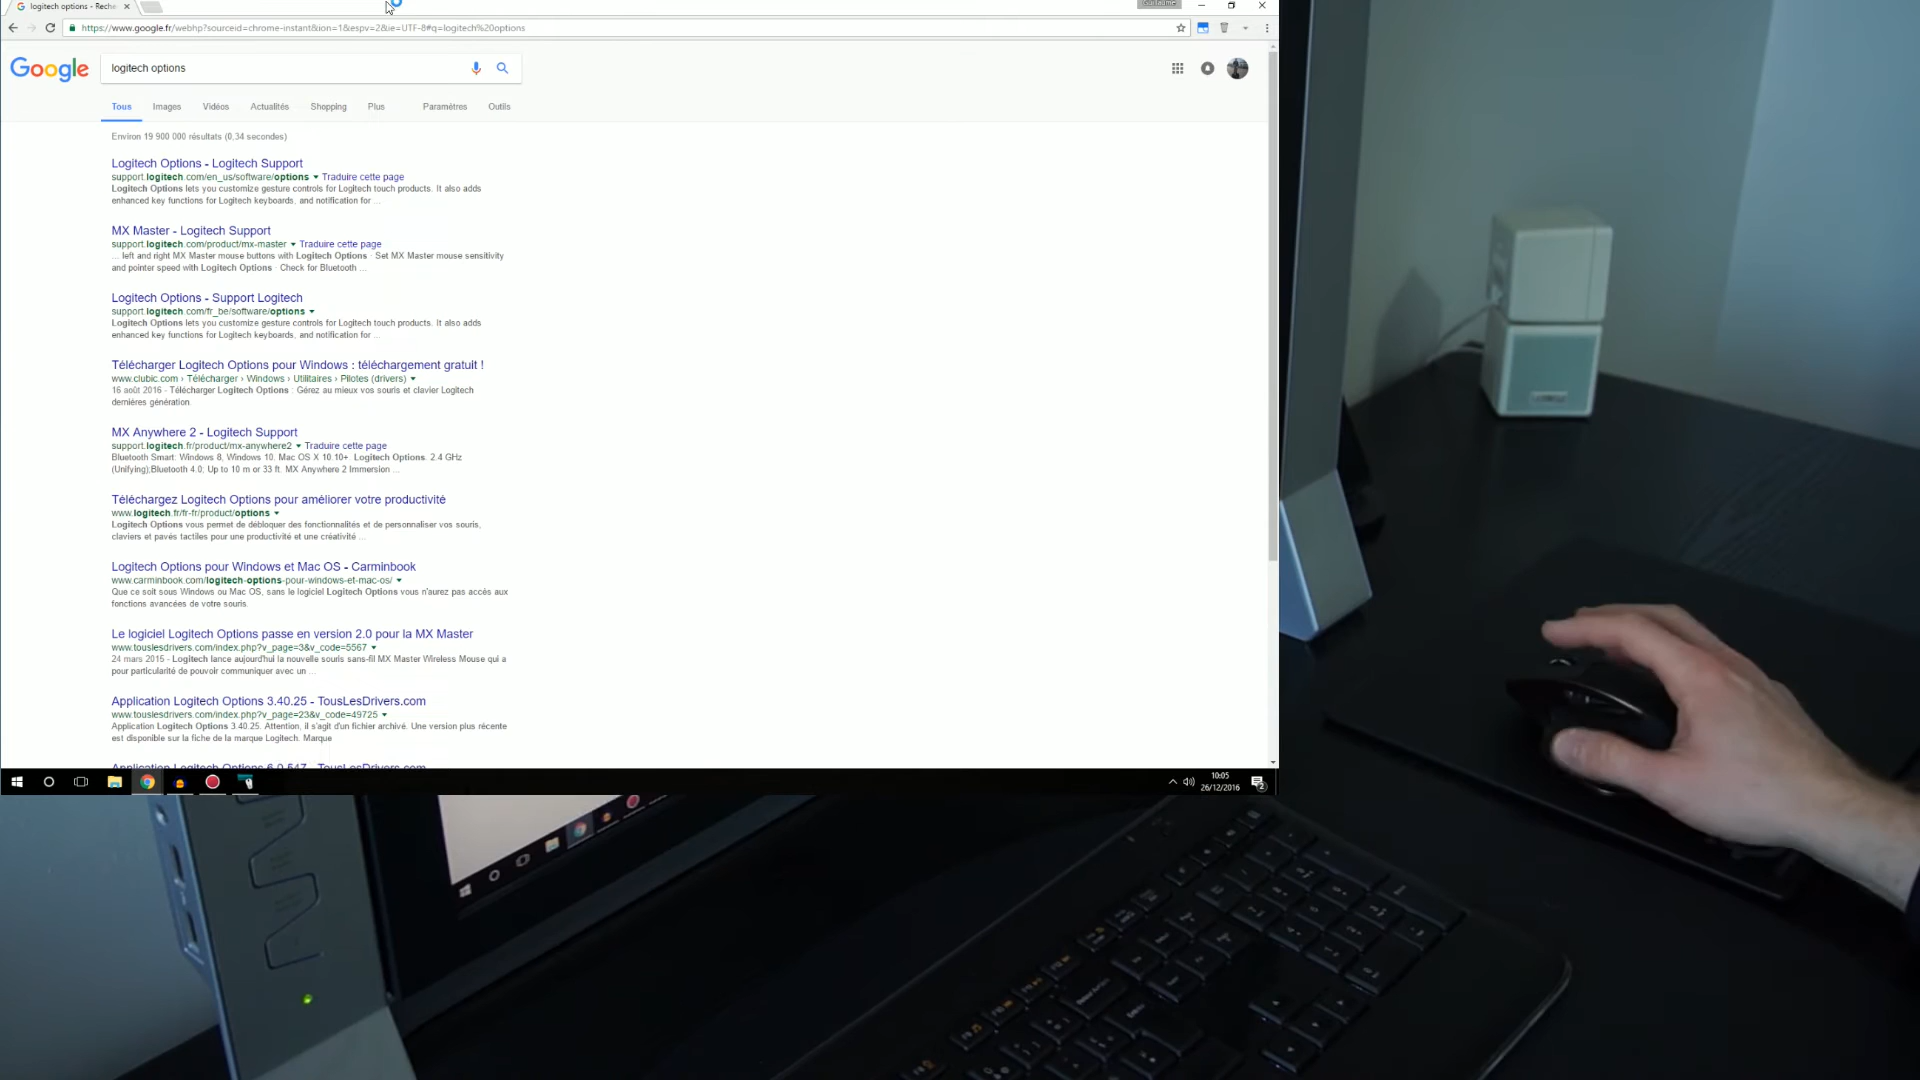 logitech options - Reche
Guillaume
https://www.google.fr/webhp?sourceid=chrome-instant&ion=1&espv=2&ie=UTF-8#q=logitech%20options
Google
logitech options
Tous Images Vidéos Actualités Shopping Plus Paramètres Outils
Environ 19 900 000 résultats (0,34 secondes)
Logitech Options - Logitech Support
support.logitech.com/en_us/software/options ▾ Traduire cette page
Logitech Options lets you customize gesture controls for Logitech touch products. It also adds
enhanced key functions for Logitech keyboards, and notification for ...
MX Master - Logitech Support
support.logitech.com/product/mx-master ▾ Traduire cette page
... left and right MX Master mouse buttons with Logitech Options · Set MX Master mouse sensitivity
and pointer speed with Logitech Options · Check for Bluetooth ...
Logitech Options - Support Logitech
support.logitech.com/fr_be/software/options ▾
Logitech Options lets you customize gesture controls for Logitech touch products. It also adds
enhanced key functions for Logitech keyboards, and notification for ...
Télécharger Logitech Options pour Windows : téléchargement gratuit !
www.clubic.com › Télécharger › Windows › Utilitaires › Pilotes (drivers) ▾
16 août 2016 - Télécharger Logitech Options : Gérez au mieux vos souris et clavier Logitech
dernières génération.
MX Anywhere 2 - Logitech Support
support.logitech.fr/product/mx-anywhere2 ▾ Traduire cette page
Bluetooth Smart: Windows 8, Windows 10, Mac OS X 10.10+. Logitech Options. 2.4 GHz
(Unifying);Bluetooth 4.0; Up to 10 m or 33 ft. MX Anywhere 2 Immersion ...
Téléchargez Logitech Options pour améliorer votre productivité
www.logitech.fr/fr-fr/product/options ▾
Logitech Options vous permet de débloquer des fonctionnalités et de personnaliser vos souris,
claviers et pavés tactiles pour une productivité et une créativité ...
Logitech Options pour Windows et Mac OS - Carminbook
www.carminbook.com/logitech-options-pour-windows-et-mac-os/ ▾
Que ce soit sous Windows ou Mac OS, sans le logiciel Logitech Options vous n'aurez pas accès aux
fonctions avancées de votre souris.
Le logiciel Logitech Options passe en version 2.0 pour la MX Master
www.touslesdrivers.com/index.php?v_page=3&v_code=5567 ▾
24 mars 2015 - Logitech lance aujourd'hui la nouvelle souris sans-fil MX Master Wireless Mouse qui a
pour particularité de pouvoir communiquer avec un ...
Application Logitech Options 3.40.25 - TousLesDrivers.com
www.touslesdrivers.com/index.php?v_page=23&v_code=49725 ▾
Application Logitech Options 3.40.25. Attention, il s'agit d'un fichier archivé. Une version plus récente
est disponible sur la fiche de la marque Logitech. Marque
Application Logitech Options 6.0.547 - TousLesDrivers.com
10:05
26/12/2016
2